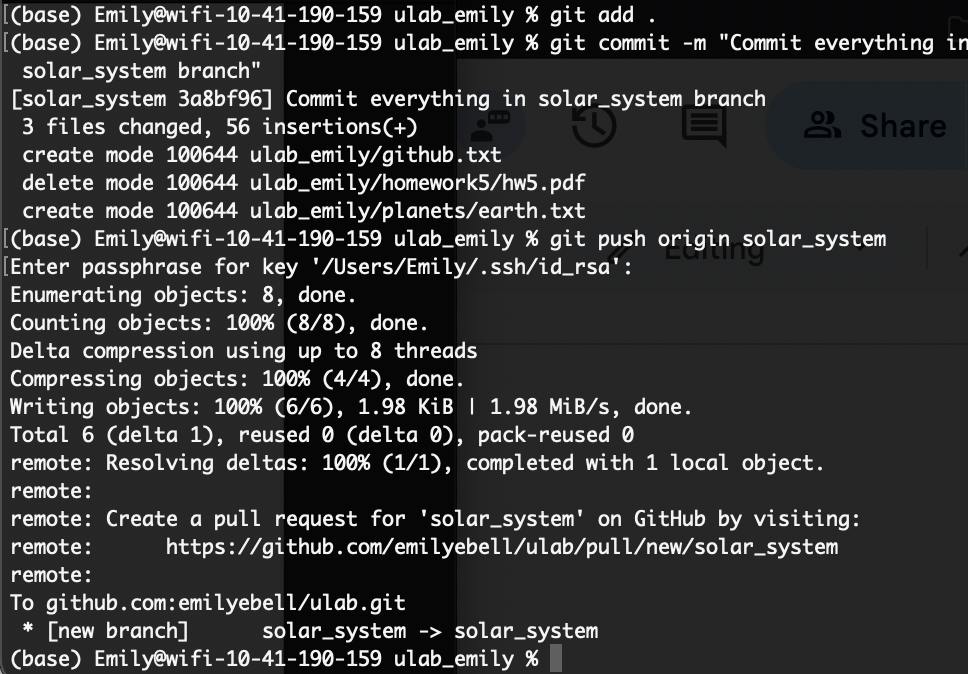 [(base) Emily@wifi-10-41-190-159 ulab_emily % git add .
[(base) Emily@wifi-10-41-190-159 ulab_emily % git commit -m "Commit everything in
 solar_system branch"
[solar_system 3a8bf96] Commit everything in solar_system branch
 3 files changed, 56 insertions(+)
 create mode 100644 ulab_emily/github.txt
 delete mode 100644 ulab_emily/homework5/hw5.pdf
 create mode 100644 ulab_emily/planets/earth.txt
[(base) Emily@wifi-10-41-190-159 ulab_emily % git push origin solar_system
[Enter passphrase for key '/Users/Emily/.ssh/id_rsa':
Enumerating objects: 8, done.
Counting objects: 100% (8/8), done.
Delta compression using up to 8 threads
Compressing objects: 100% (4/4), done.
Writing objects: 100% (6/6), 1.98 KiB | 1.98 MiB/s, done.
Total 6 (delta 1), reused 0 (delta 0), pack-reused 0
remote: Resolving deltas: 100% (1/1), completed with 1 local object.
remote:
remote: Create a pull request for 'solar_system' on GitHub by visiting:
remote:      https://github.com/emilyebell/ulab/pull/new/solar_system
remote:
To github.com:emilyebell/ulab.git
 * [new branch]      solar_system -> solar_system
(base) Emily@wifi-10-41-190-159 ulab_emily %
Share
Editing